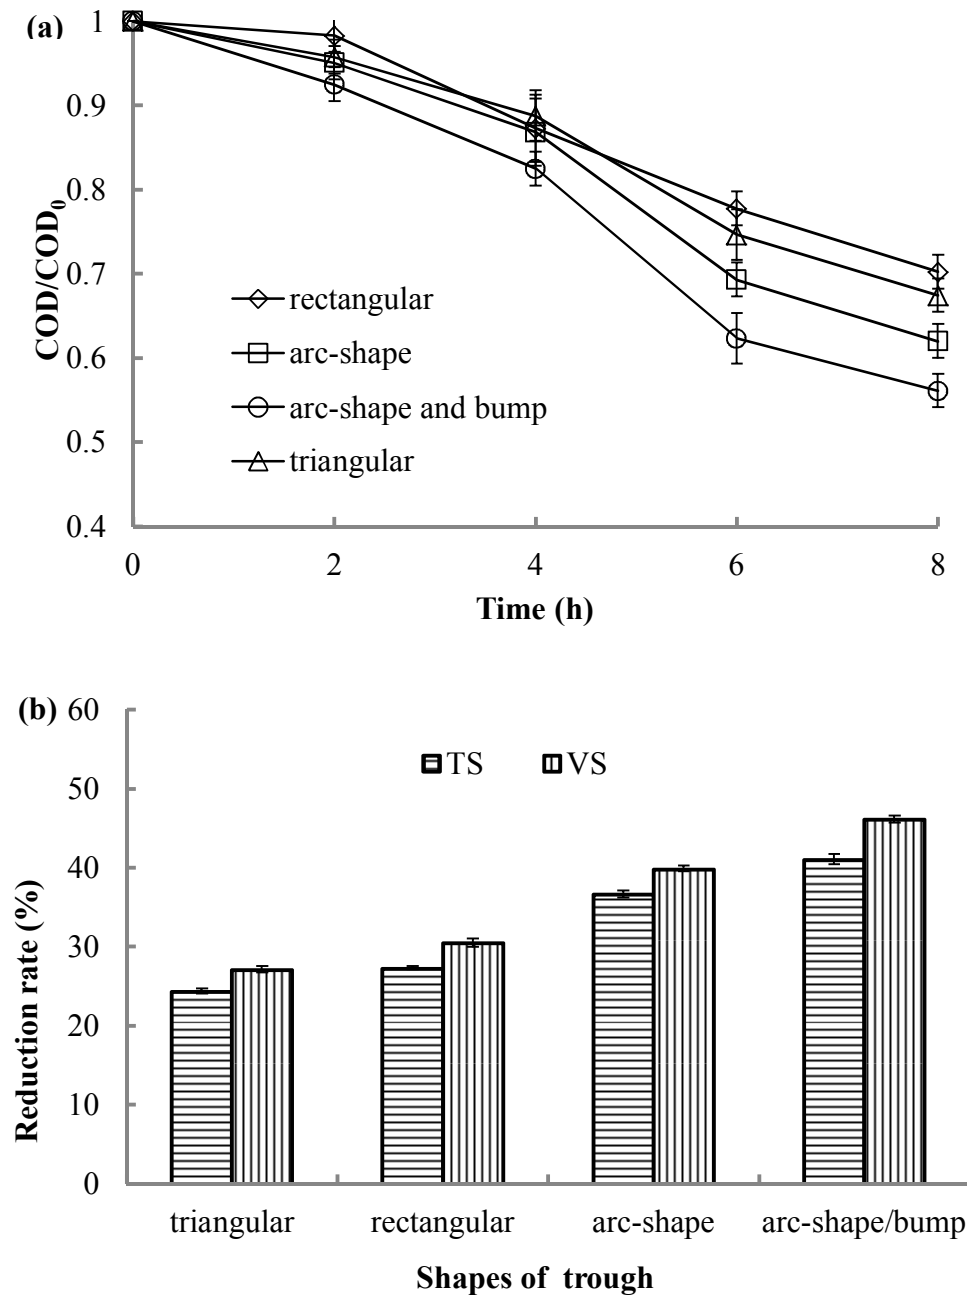 (a)
1
0.9
0.8
0.7
0.6
0.5
0.4
COD/COD0
rectangular
arc-shape
arc-shape and bump
triangular
0 2 4 6 8
Time (h)
(b)
60
50
40
30
20
10
0
Reduction rate (%)
TS VS
triangular rectangular arc-shape arc-shape/bump
Shapes of trough